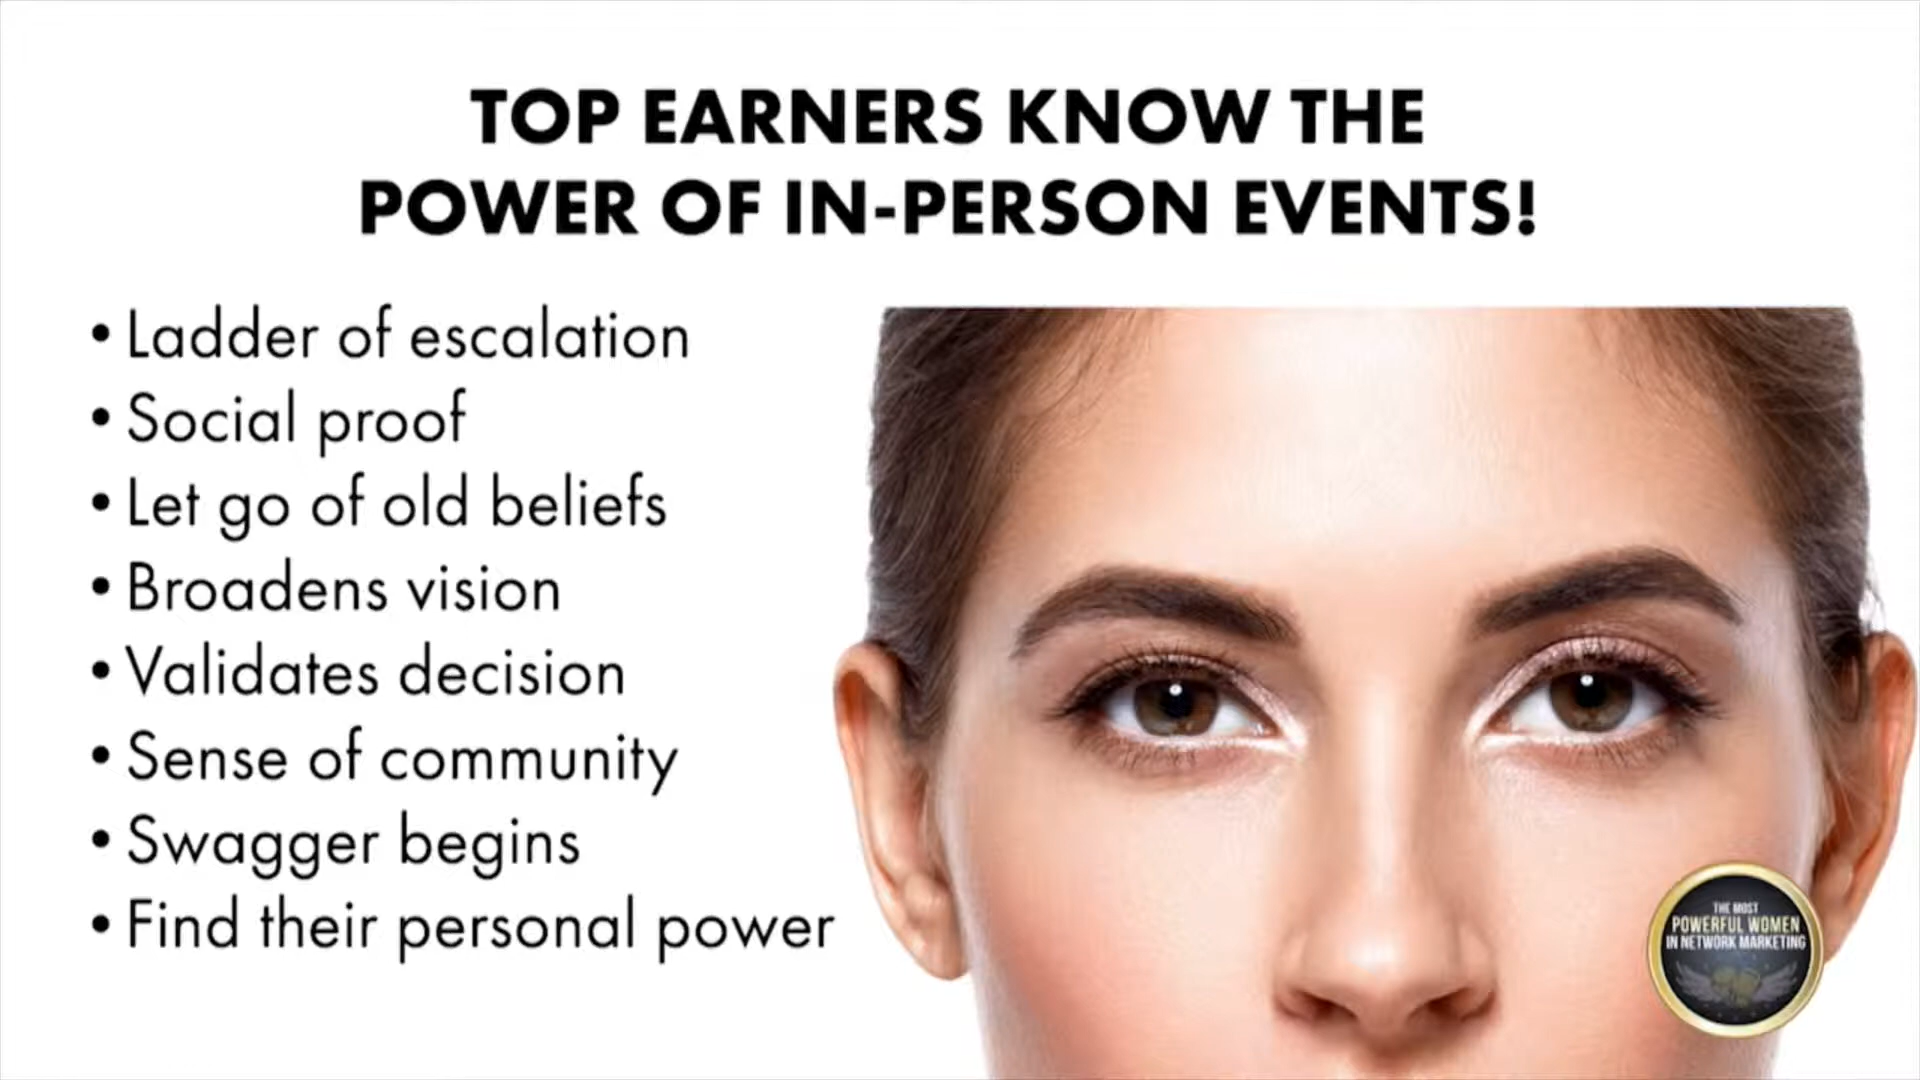 TOP EARNERS KNOW THE
POWER OF IN-PERSON EVENTS!
• Ladder of escalation
• Social proof
• Let go of old beliefs
• Broadens vision
• Validates decision
• Sense of community
• Swagger begins
• Find their personal power
THE MOST
POWERFUL WOMEN
IN NETWORK MARKETING